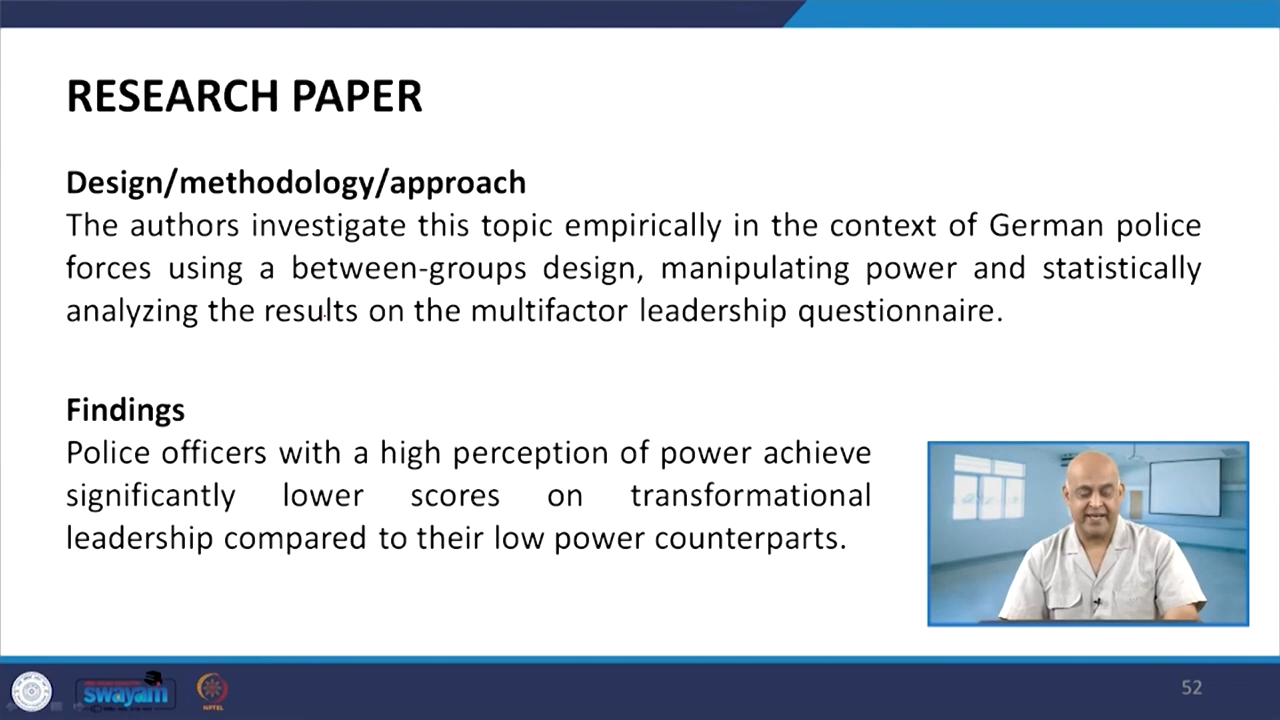 RESEARCH PAPER
Design/methodology/approach
The authors investigate this topic empirically in the context of German police
forces using a between-groups design, manipulating power and statistically
analyzing the results on the multifactor leadership questionnaire.
Findings
Police officers with a high perception of power achieve
significantly lower scores on transformational
leadership compared to their low power counterparts.
swayam
NPTEL
52